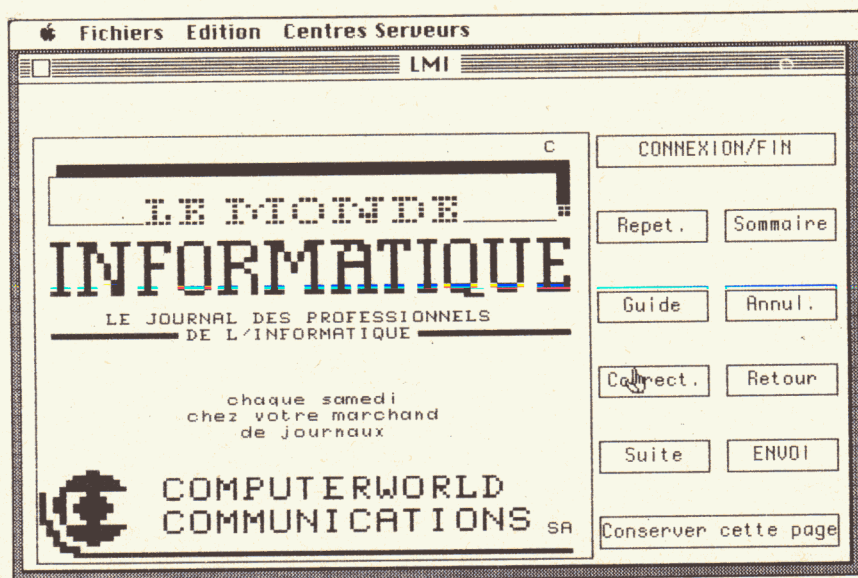 Fichiers Edition Centres Serveurs
LMI
C
LE MONDE
INFORMATIQUE
LE JOURNAL DES PROFESSIONNELS
DE L'INFORMATIQUE
chaque samedi
chez votre marchand
de journaux
COMPUTERWORLD
COMMUNICATIONS SA
CONNEXION/FIN
Repet. Sommaire
Guide Annul.
Correct. Retour
Suite ENVOI
Conserver cette page